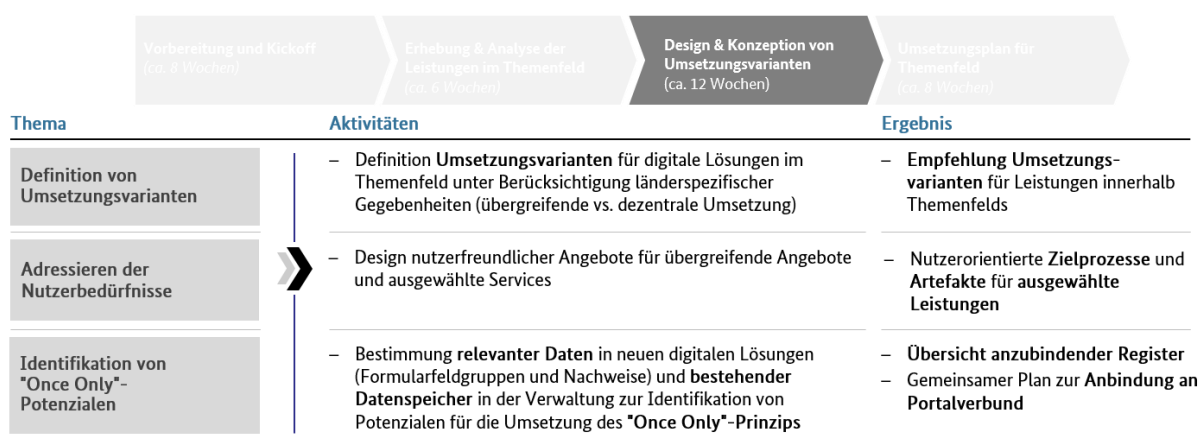 Vorbereitung und Kickoff
(ca. 8 Wochen)
Erhebung & Analyse der
Leistungen im Themenfeld
(ca. 6 Wochen)
Design & Konzeption von
Umsetzungsvarianten
(ca. 12 Wochen)
Umsetzungsplan für
Themenfeld
(ca. 8 Wochen)
Thema
Aktivitäten
Ergebnis
Definition von
Umsetzungsvarianten
– Definition Umsetzungsvarianten für digitale Lösungen im
Themenfeld unter Berücksichtigung länderspezifischer
Gegebenheiten (übergreifende vs. dezentrale Umsetzung)
– Empfehlung Umsetzungs-
varianten für Leistungen innerhalb
Themenfelds
Adressieren der
Nutzerbedürfnisse
– Design nutzerfreundlicher Angebote für übergreifende Angebote
und ausgewählte Services
– Nutzerorientierte Zielprozesse und
Artefakte für ausgewählte
Leistungen
Identifikation von
"Once Only"-
Potenzialen
– Bestimmung relevanter Daten in neuen digitalen Lösungen
(Formularfeldgruppen und Nachweise) und bestehender
Datenspeicher in der Verwaltung zur Identifikation von
Potenzialen für die Umsetzung des "Once Only"-Prinzips
– Übersicht anzubindender Register
– Gemeinsamer Plan zur Anbindung an
Portalverbund